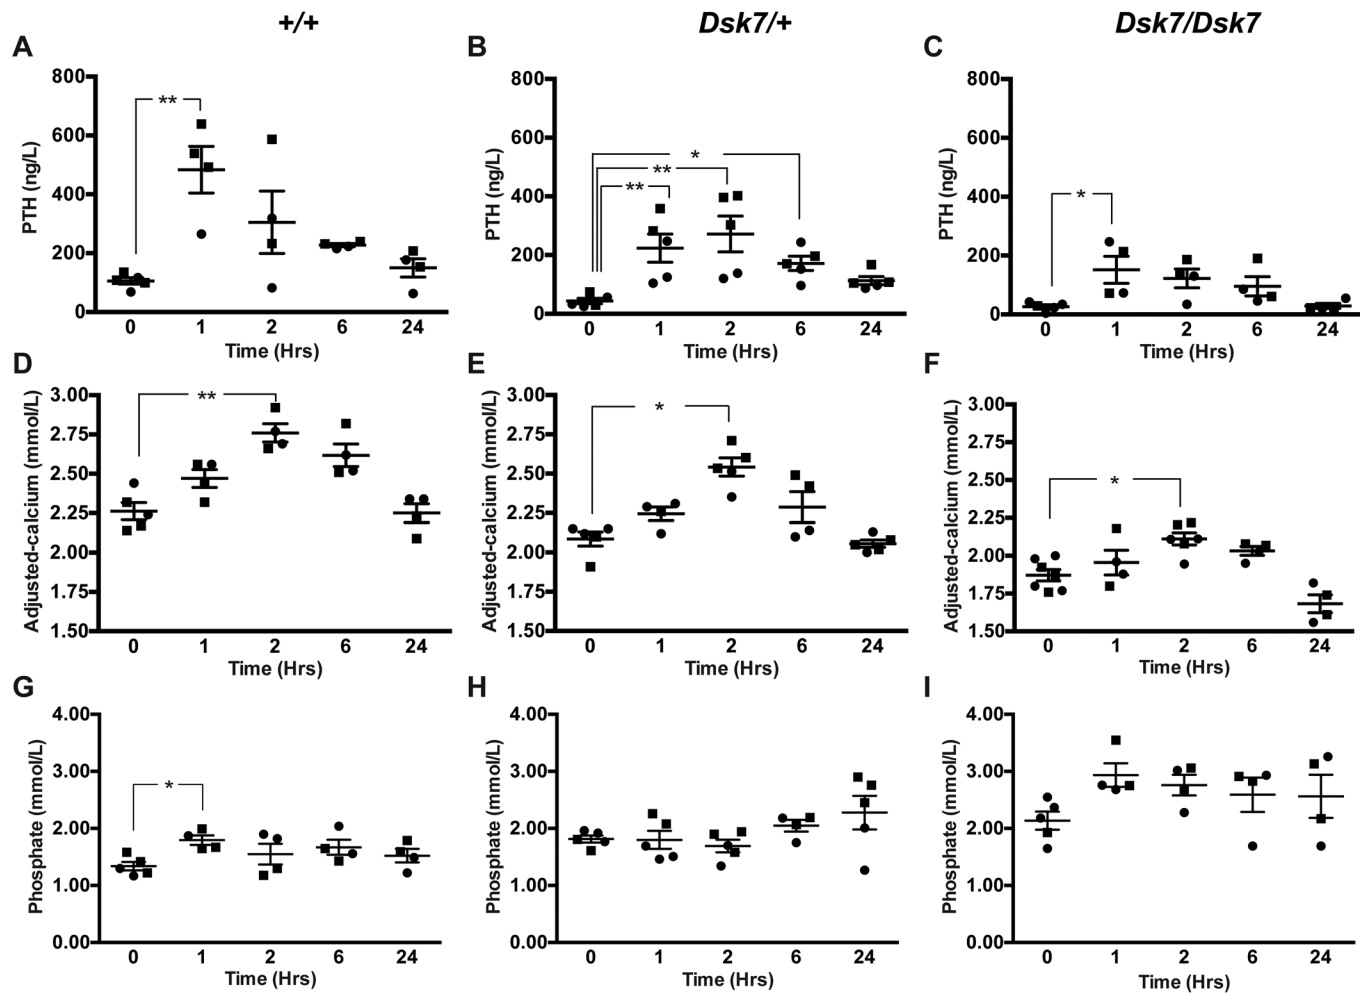 +/+
Dsk7/+
Dsk7/Dsk7
A
PTH (ng/L)
800
600
400
200
0
**
0 1 2 6 24
Time (Hrs)
B
PTH (ng/L)
800
600
400
200
0
*
**
**
0 1 2 6 24
Time (Hrs)
C
PTH (ng/L)
800
600
400
200
0
*
0 1 2 6 24
Time (Hrs)
D
Adjusted-calcium (mmol/L)
3.00
2.75
2.50
2.25
2.00
1.75
1.50
**
0 1 2 6 24
Time (Hrs)
E
Adjusted-calcium (mmol/L)
3.00
2.75
2.50
2.25
2.00
1.75
1.50
*
0 1 2 6 24
Time (Hrs)
F
Adjusted-calcium (mmol/L)
3.00
2.75
2.50
2.25
2.00
1.75
1.50
*
0 1 2 6 24
Time (Hrs)
G
Phosphate (mmol/L)
4.00
3.00
2.00
1.00
0.00
*
0 1 2 6 24
Time (Hrs)
H
Phosphate (mmol/L)
4.00
3.00
2.00
1.00
0.00
0 1 2 6 24
Time (Hrs)
I
Phosphate (mmol/L)
4.00
3.00
2.00
1.00
0.00
0 1 2 6 24
Time (Hrs)